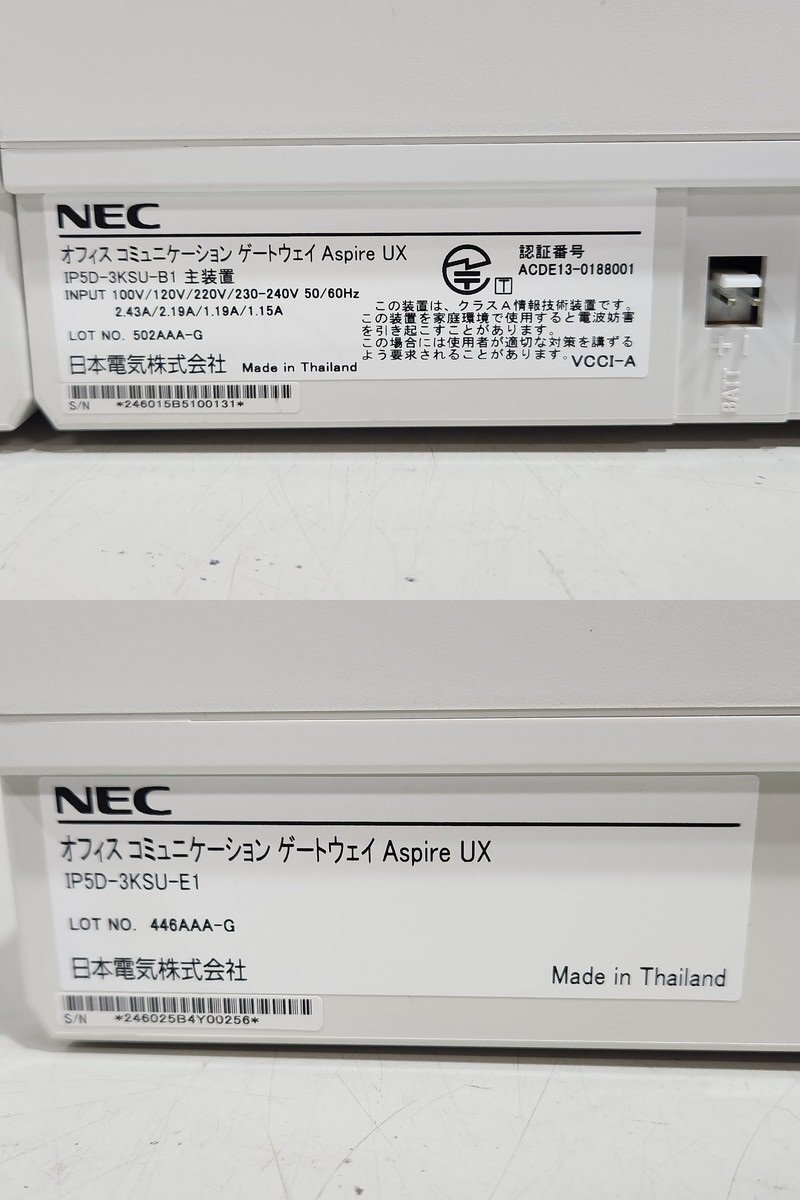 NEC
オフィス コミュニケーション ゲートウェイ Aspire UX
IP5D-3KSU-B1 主装置
INPUT 100V/120V/220V/230-240V 50/60Hz
2.43A/2.19A/1.19A/1.15A
LOT NO. 502AAA-G
日本電気株式会社 Made in Thailand
S/N *246015B5100131*
T
認証番号
ACDE13-0188001
この装置は、クラスA情報技術装置です。
この装置を家庭環境で使用すると電波妨害
を引き起こすことがあります。
この場合には使用者が適切な対策を講ずる
よう要求されることがあります。VCCI-A
+ -
BATT
NEC
オフィス コミュニケーション ゲートウェイ Aspire UX
IP5D-3KSU-E1
LOT NO. 446AAA-G
日本電気株式会社 Made in Thailand
S/N *246025B4Y00256*